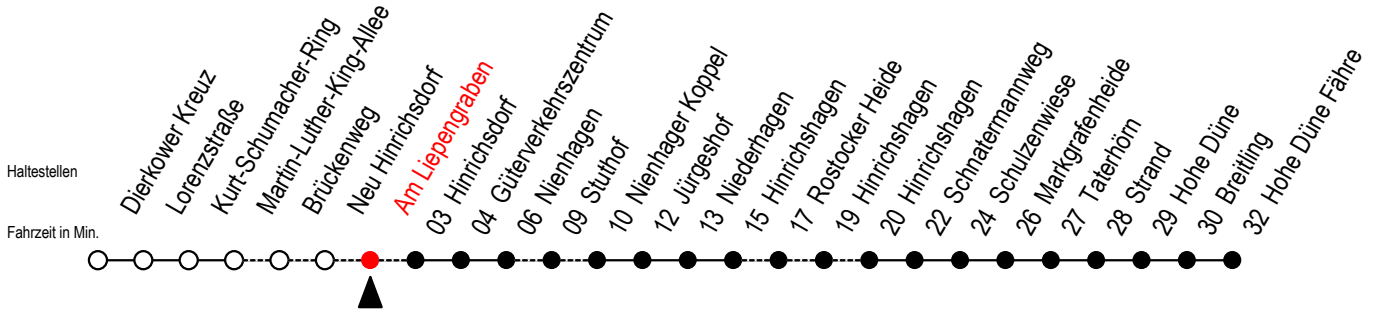 Haltestellen
Fahrzeit in Min.
Dierkower Kreuz
Lorenzstraße
Kurt-Schumacher-Ring
Martin-Luther-King-Allee
Brückenweg
Neu Hinrichsdorf
Am Liepengraben
03 Hinrichsdorf
04 Güterverkehrszentrum
06 Nienhagen
09 Stuthof
10 Nienhager Koppel
12 Jürgeshof
13 Niederhagen
15 Hinrichshagen
17 Rostocker Heide
19 Hinrichshagen
20 Hinrichshagen
22 Schnatermannweg
24 Schulzenwiese
26 Markgrafenheide
27 Taterhörn
28 Strand
29 Hohe Düne
30 Breitling
32 Hohe Düne Fähre